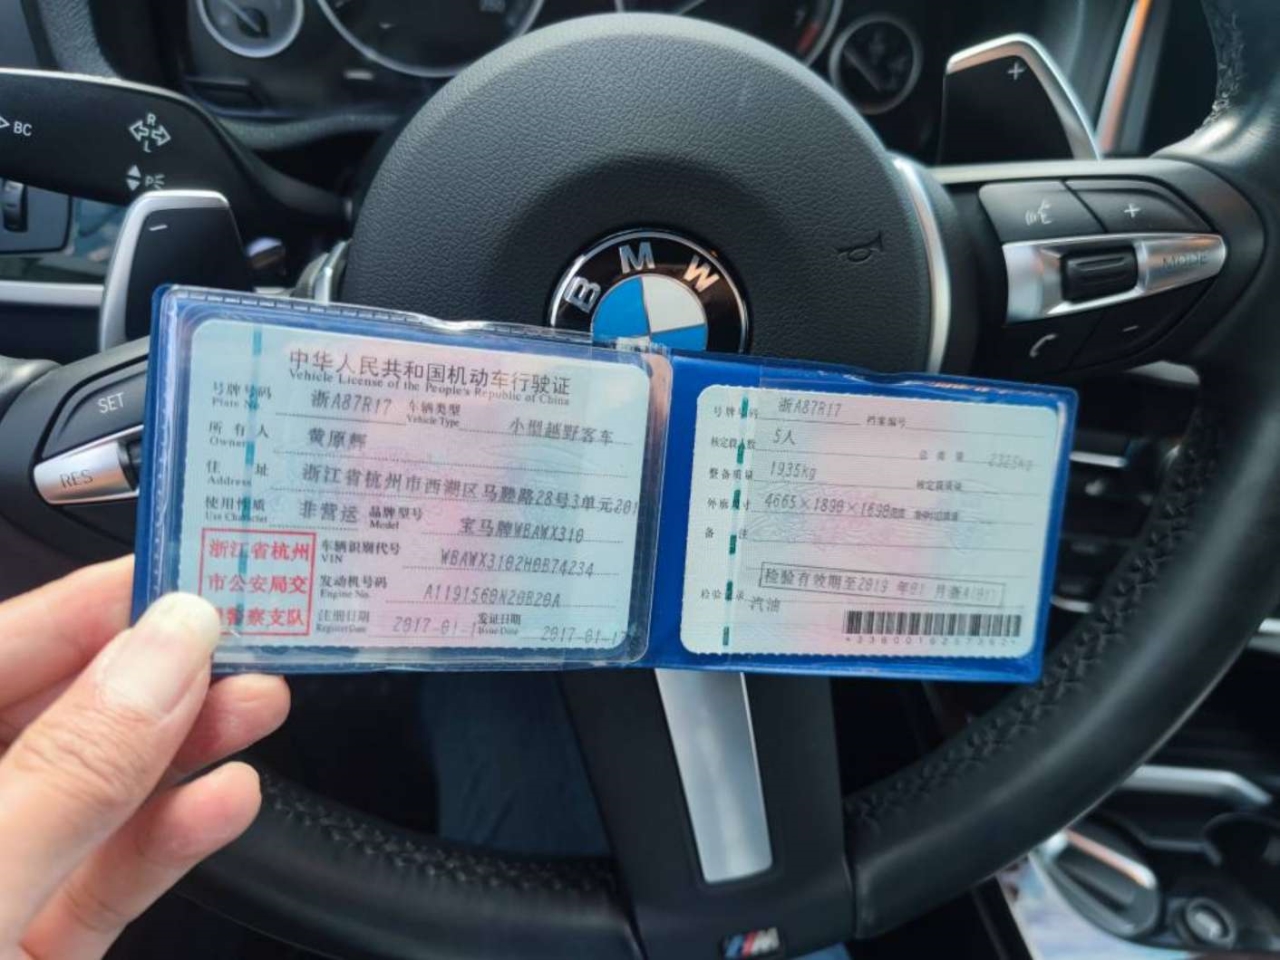 BC
R
L
SET
RES
B M W
+
-
+
MODE
-
中华人民共和国机动车行驶证
Vehicle License of the People's Republic of China
号牌号码 浙A87R17 车辆类型 小型越野客车
Plate No. Vehicle Type
所有人 黄原辉
Owner
住址 浙江省杭州市西湖区马塍路28号3单元201
Address
使用性质 非营运 品牌型号 宝马牌WBAWX310
Use Character Model
浙江省杭州
市公安局交
警察支队
车辆识别代号 WBAWX3102H0B74234
VIN
发动机号码 A1191560N20B20A
Engine No.
注册日期 2017-01-1 发证日期 2017-01-17
Register Date Issue Date
号牌号码 浙A87R17 档案编号
核定载人数 5人 总质量 2325kg
整备质量 1935kg 核定载质量
外廓尺寸 4665×1898×1698
备注
检验有效期至2019年01月浙A
检验记录 汽油
M